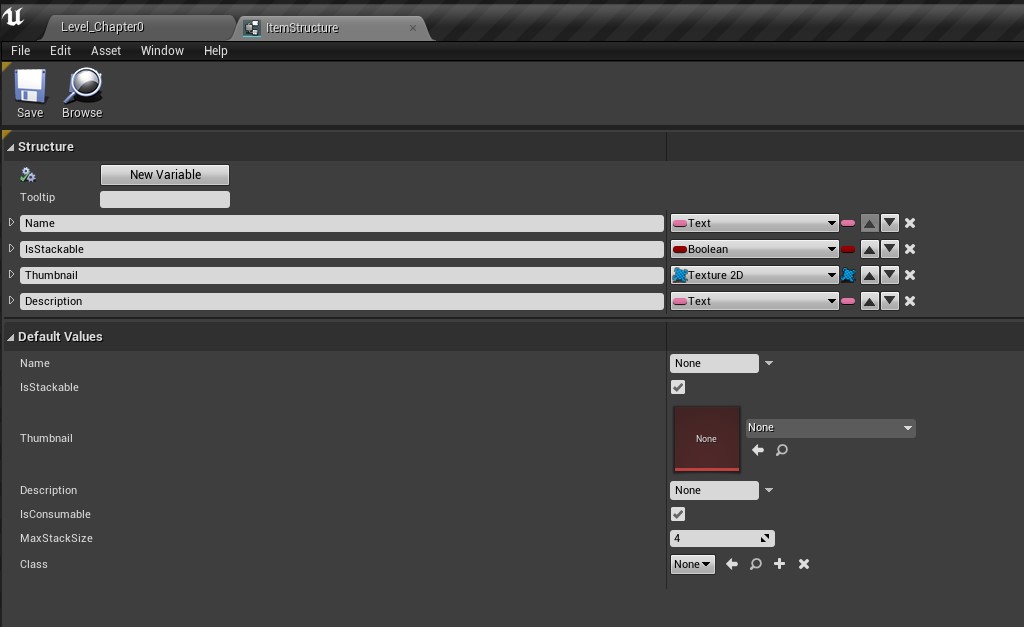 Level_Chapter0 ItemStructure
File Edit Asset Window Help
Save Browse
Structure
New Variable
Tooltip
Name Text
IsStackable Boolean
Thumbnail Texture 2D
Description Text
Default Values
Name None
IsStackable
Thumbnail None None
Description None
IsConsumable
MaxStackSize 4
Class None